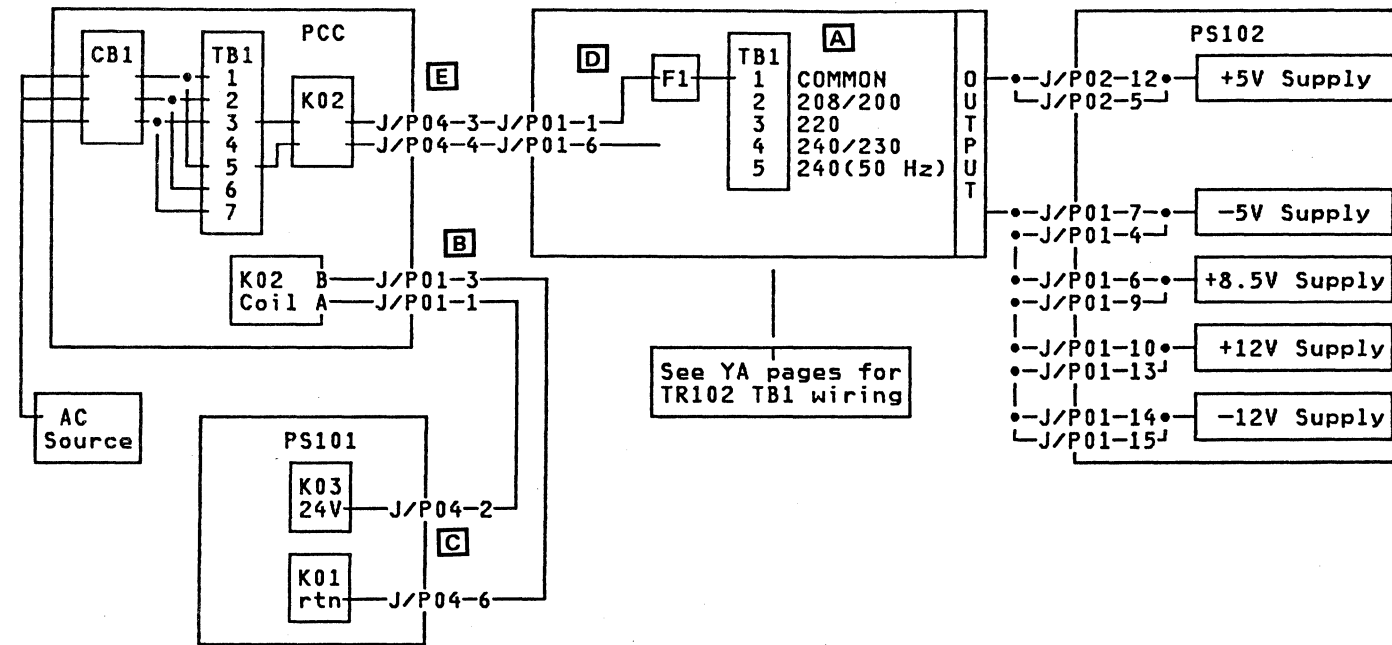 PCC
CB1
TB1
1
2
3
4
5
6
7
K02
E
J/P04-3-J/P01-1
J/P04-4-J/P01-6
D
F1
TB1
1 COMMON
2 208/200
3 220
4 240/230
5 240(50 Hz)
A
OUTPUT
PS102
J/P02-12
J/P02-5
+5V Supply
J/P01-7
J/P01-4
-5V Supply
J/P01-6
J/P01-9
+8.5V Supply
J/P01-10
J/P01-13
+12V Supply
J/P01-14
J/P01-15
-12V Supply
B
K02 B
Coil A
J/P01-3
J/P01-1
See YA pages for
TR102 TB1 wiring
AC
Source
PS101
K03
24V
J/P04-2
C
K01
rtn
J/P04-6